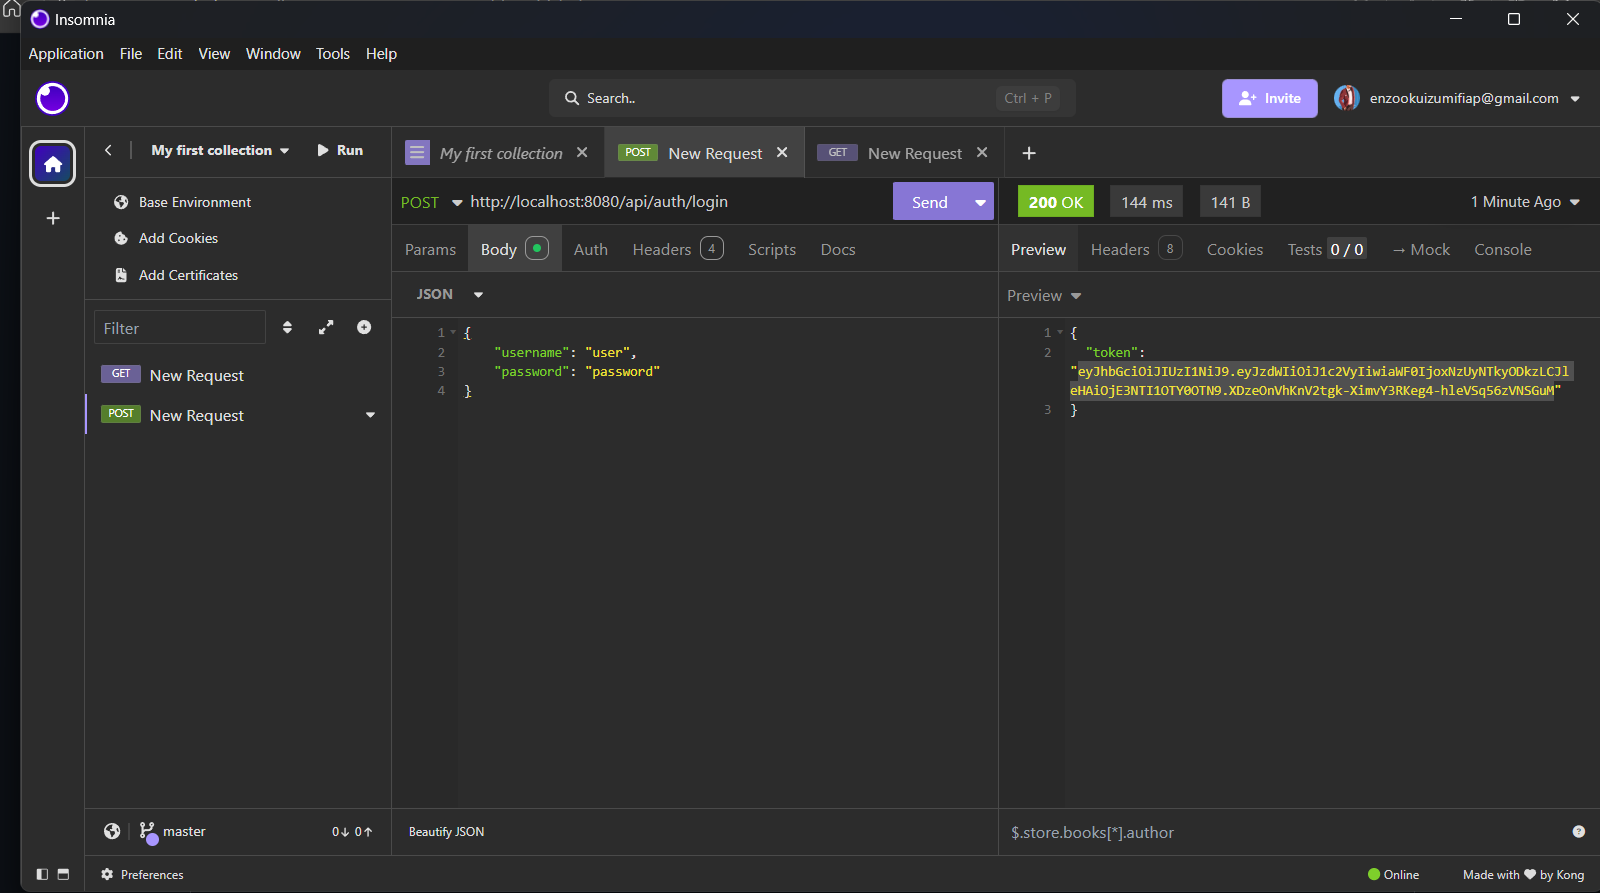 Insomnia
Application File Edit View Window Tools Help
Search.. Ctrl + P
Invite enzookuizumifiap@gmail.com
My first collection Run
My first collection POST New Request GET New Request
Base Environment
Add Cookies
Add Certificates
Filter
GET New Request
POST New Request
POST http://localhost:8080/api/auth/login Send
Params Body Auth Headers 4 Scripts Docs
JSON
1 {
2 "username": "user",
3 "password": "password"
4 }
200 OK 144 ms 141 B 1 Minute Ago
Preview Headers 8 Cookies Tests 0 / 0 → Mock Console
Preview
1 {
2 "token":
"eyJhbGciOiJIUzI1NiJ9.eyJzdWIiOiJ1c2VyIiwiaWF0IjoxNzUyNTkyODkzLCJl
eHAiOjE3NTI1OTY0OTN9.XDzeOnVhKnV2tgk-XimvY3RKeg4-hleVSq56zVNSGuM"
3 }
master 0↓ 0↑
Beautify JSON
$.store.books[*].author
Preferences
Online Made with ♥ by Kong